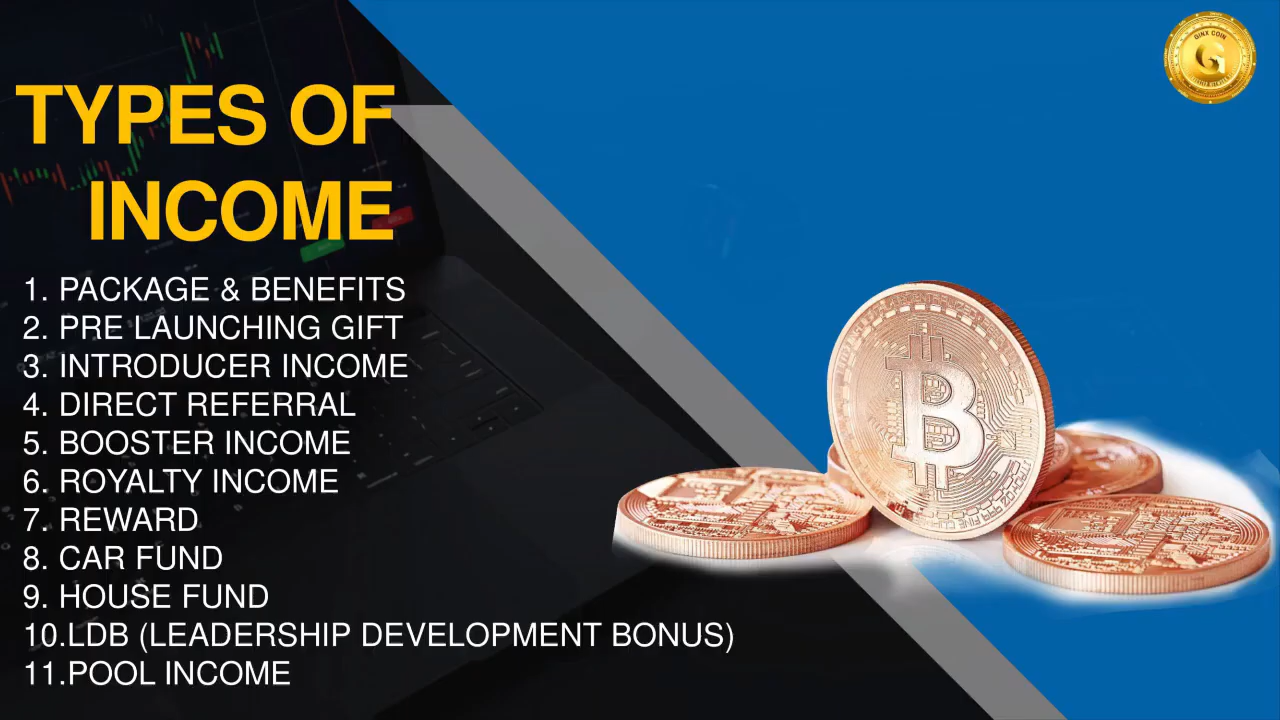 GINX COIN
TYPES OF
INCOME
1. PACKAGE & BENEFITS
2. PRE LAUNCHING GIFT
3. INTRODUCER INCOME
4. DIRECT REFERRAL
5. BOOSTER INCOME
6. ROYALTY INCOME
7. REWARD
8. CAR FUND
9. HOUSE FUND
10.LDB (LEADERSHIP DEVELOPMENT BONUS)
11.POOL INCOME